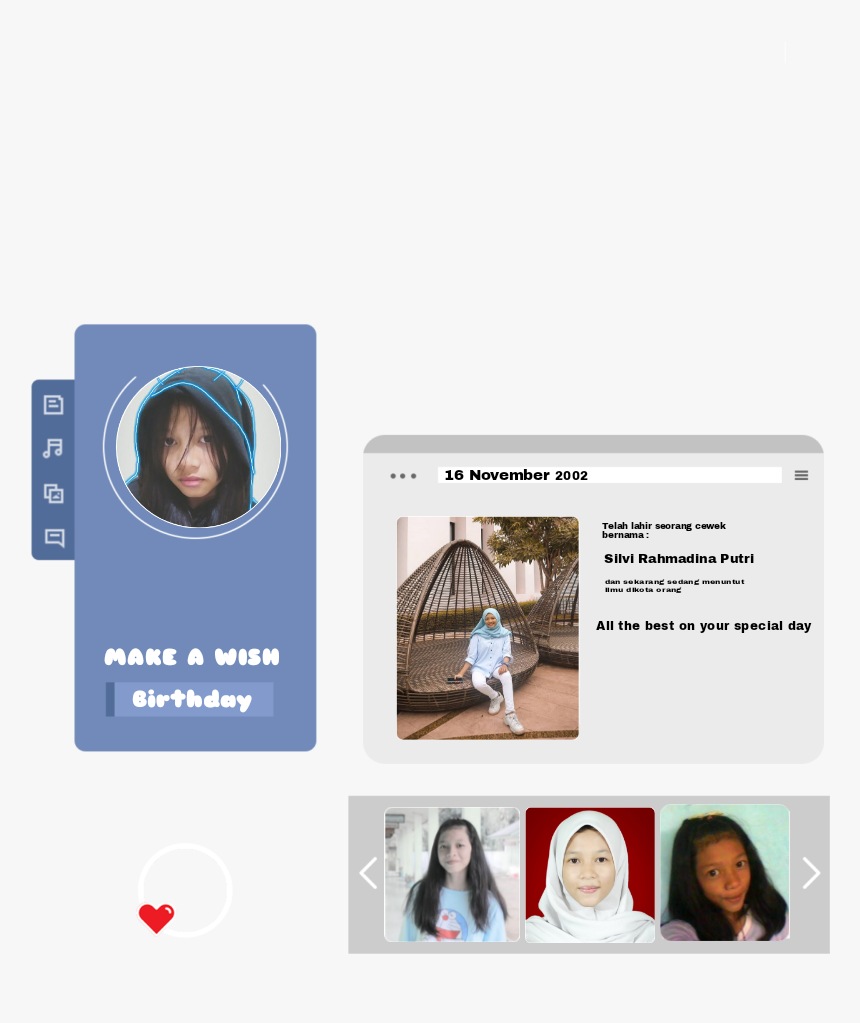 MAKE A WISH
Birthday
16 November 2002
Telah lahir seorang cewek
bernama :
Silvi Rahmadina Putri
dan sekarang sedang menuntut
ilmu dikota orang
All the best on your special day